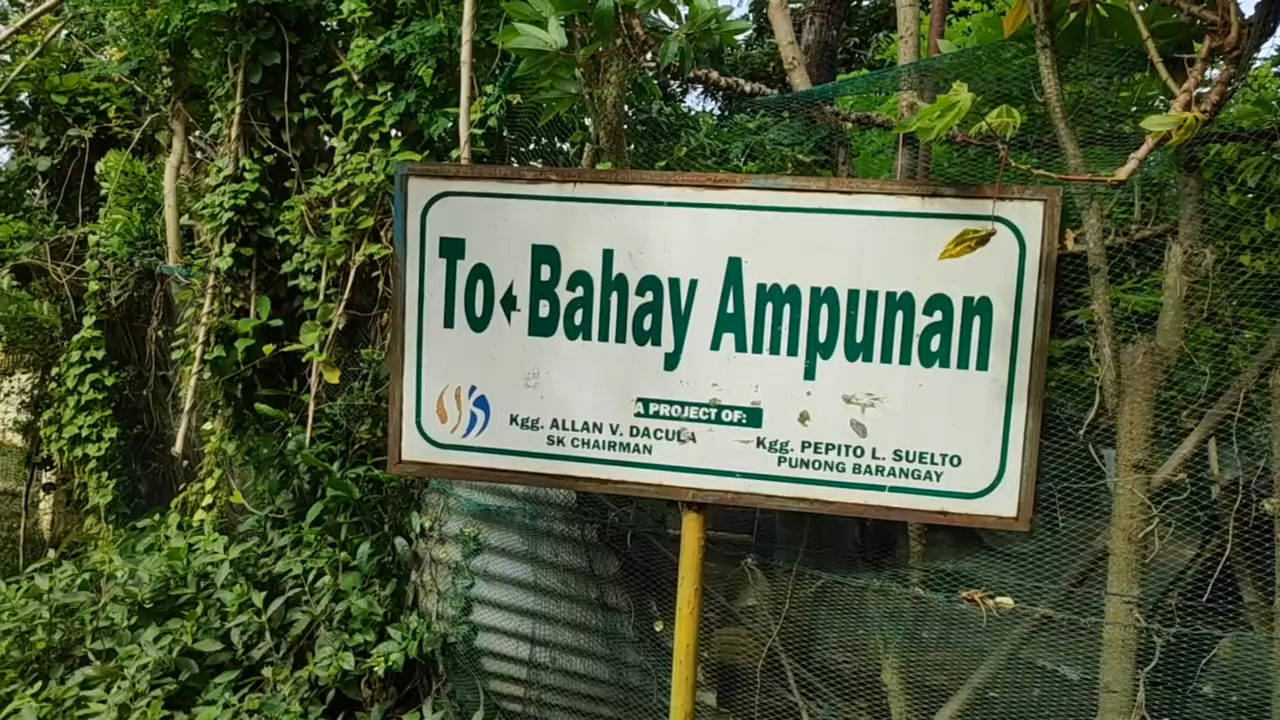 To Bahay Ampunan
A PROJECT OF:
Kgg. ALLAN V. DACULA
SK CHAIRMAN
Kgg. PEPITO L. SUELTO
PUNONG BARANGAY